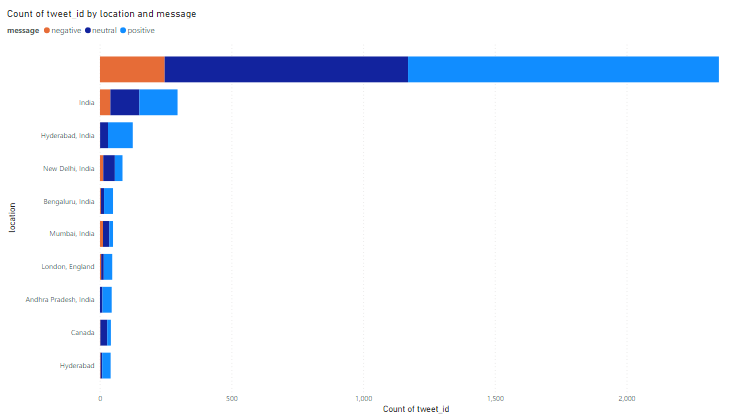 Count of tweet_id by location and message
message negative neutral positive
India
Hyderabad, India
New Delhi, India
Bengaluru, India
Mumbai, India
London, England
Andhra Pradesh, India
Canada
Hyderabad
location
0 500 1,000 1,500 2,000
Count of tweet_id